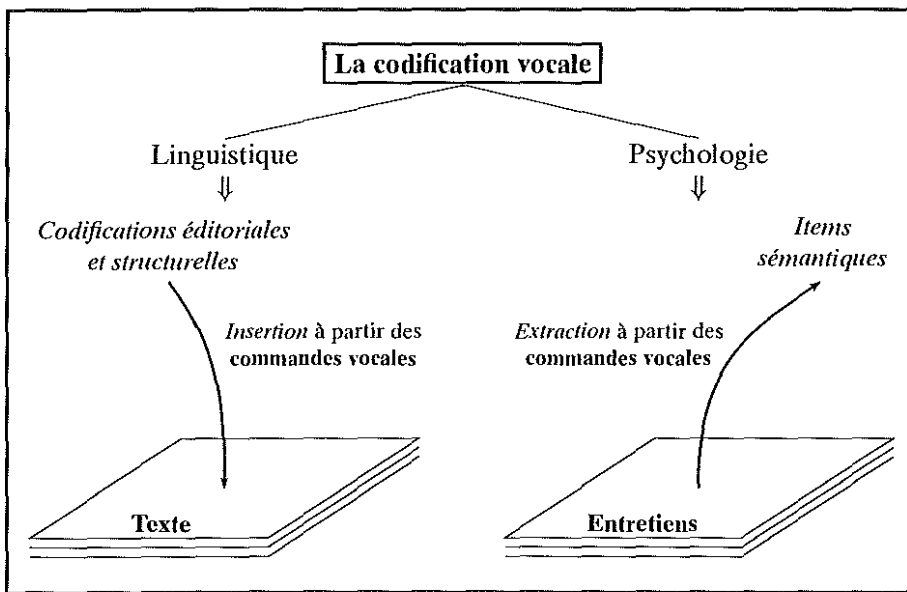 La codification vocale
Linguistique
Psychologie
Codifications éditoriales
et structurelles
Items
sémantiques
Insertion à partir des
commandes vocales
Extraction à partir des
commandes vocales
Texte
Entretiens